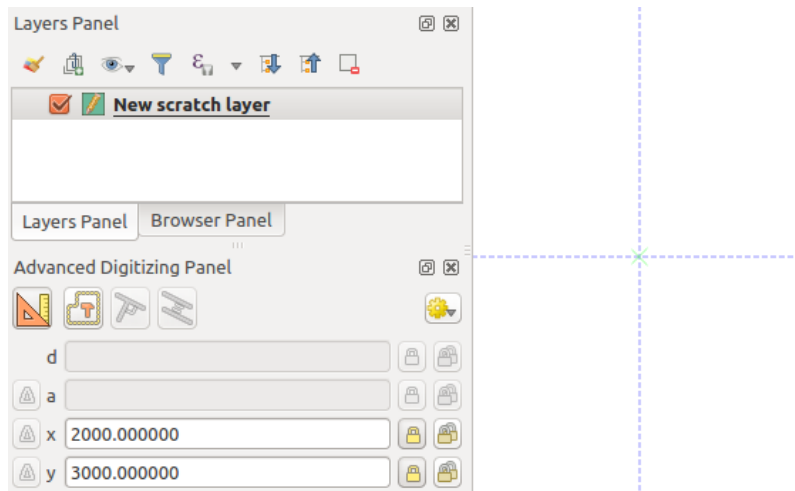 Layers Panel
New scratch layer
Layers Panel
Browser Panel
Advanced Digitizing Panel
d
a
x 2000.000000
y 3000.000000